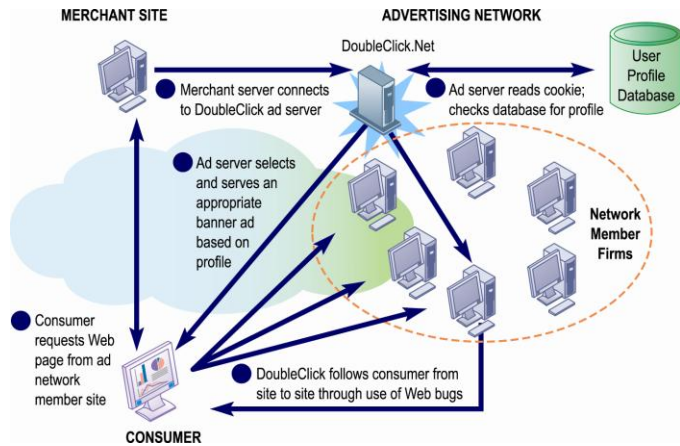 MERCHANT SITE
ADVERTISING NETWORK
DoubleClick.Net
User
Profile
Database
Merchant server connects
to DoubleClick ad server
Ad server reads cookie;
checks database for profile
Ad server selects
and serves an
appropriate
banner ad
based on
profile
Network
Member
Firms
Consumer
requests Web
page from ad
network
member site
DoubleClick follows consumer from
site to site through use of Web bugs
CONSUMER